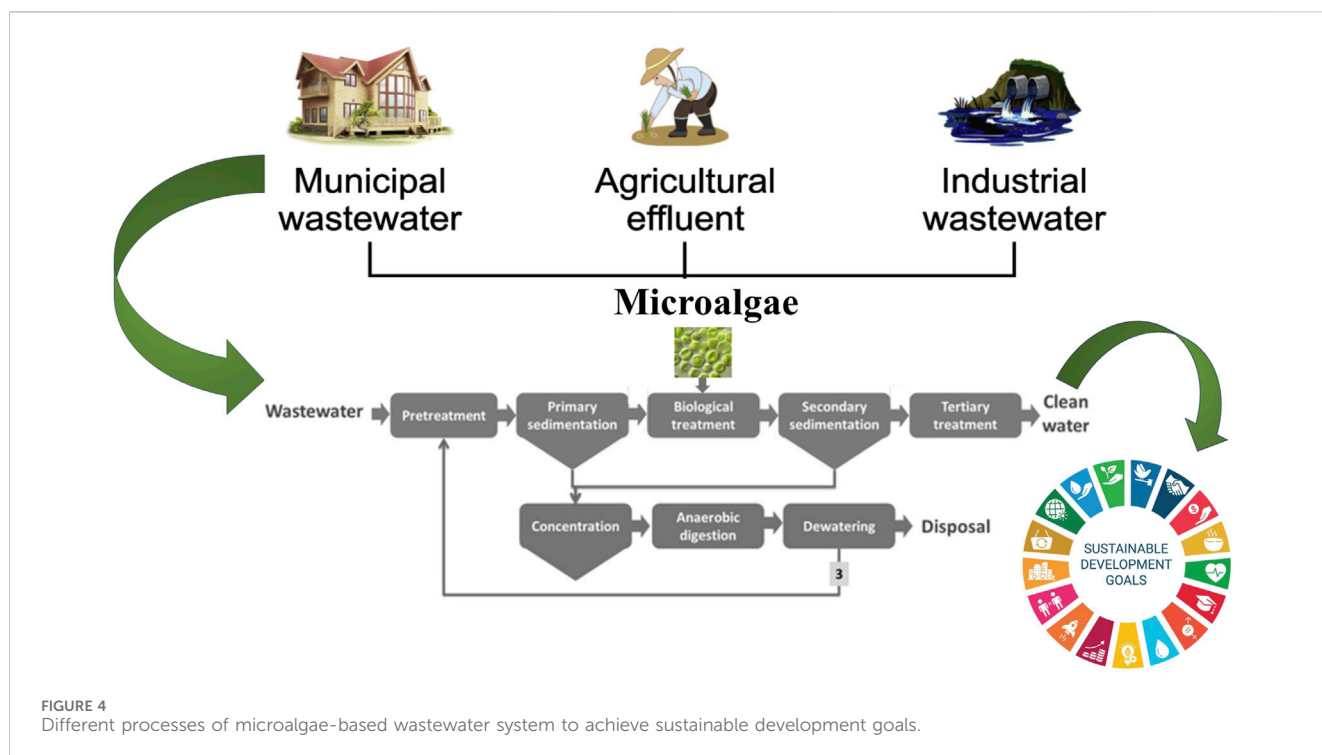 Municipal
wastewater
Agricultural
effluent
Industrial
wastewater
Microalgae
Wastewater
Pretreatment
Primary
sedimentation
Biological
treatment
Secondary
sedimentation
Tertiary
treatment
Clean
water
Concentration
Anaerobic
digestion
Dewatering
Disposal
3
SUSTAINABLE
DEVELOPMENT
GOALS
FIGURE 4
Different processes of microalgae-based wastewater system to achieve sustainable development goals.